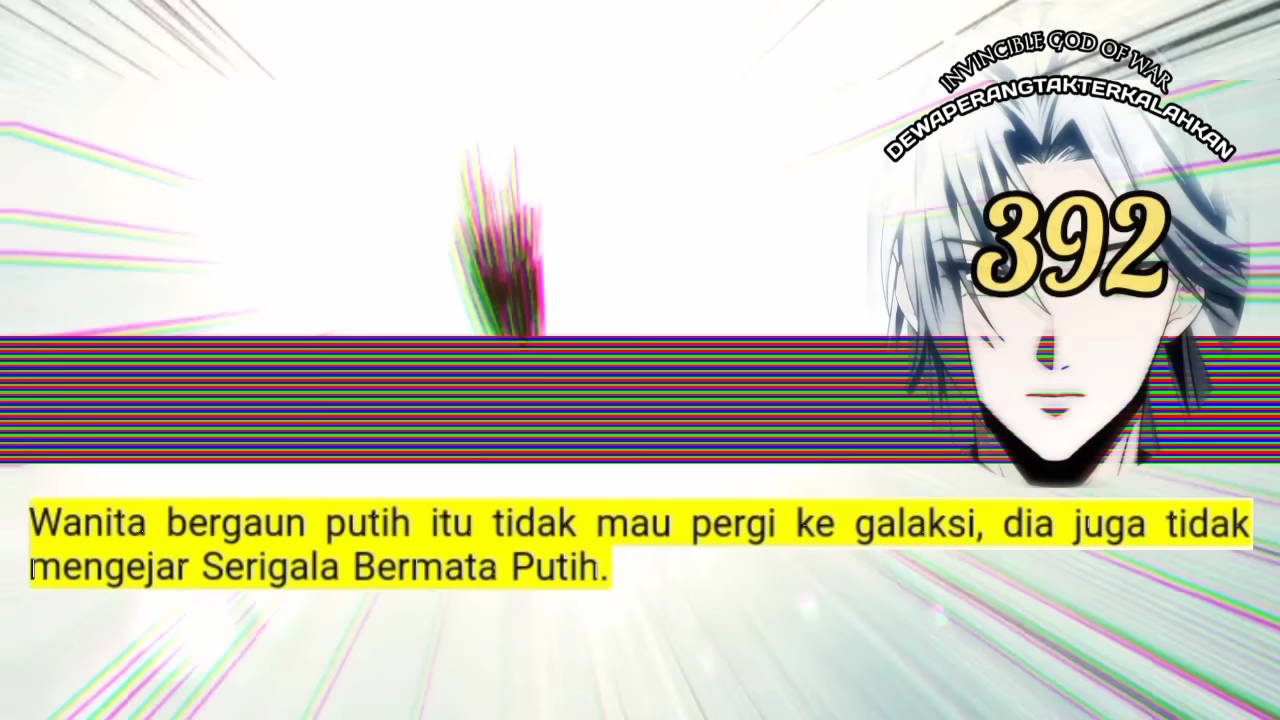 INVINCIBLE GOD OF WAR
DEWAPERANGTAKTERKALAHKAN
392
Wanita bergaun putih itu tidak mau pergi ke galaksi, dia juga tidak
mengejar Serigala Bermata Putih.